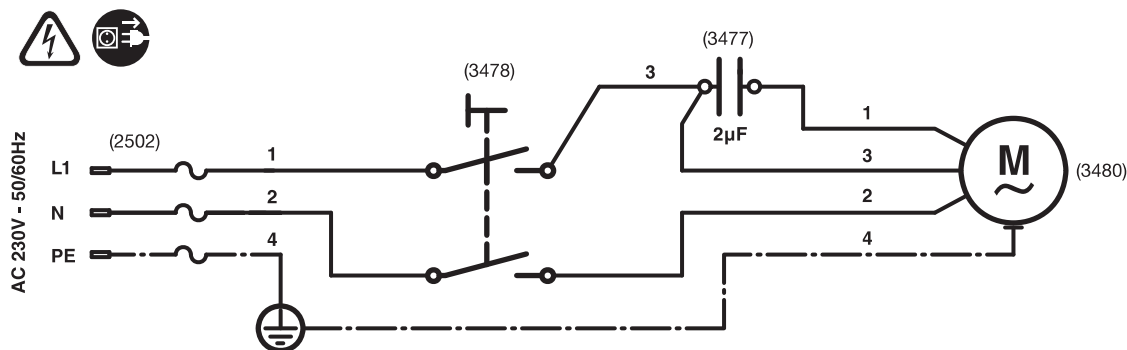 (3477)
(3478)
3
2µF
(2502)
1
1
L1
3
M
(3480)
2
N
2
4
PE
4
AC 230V - 50/60Hz